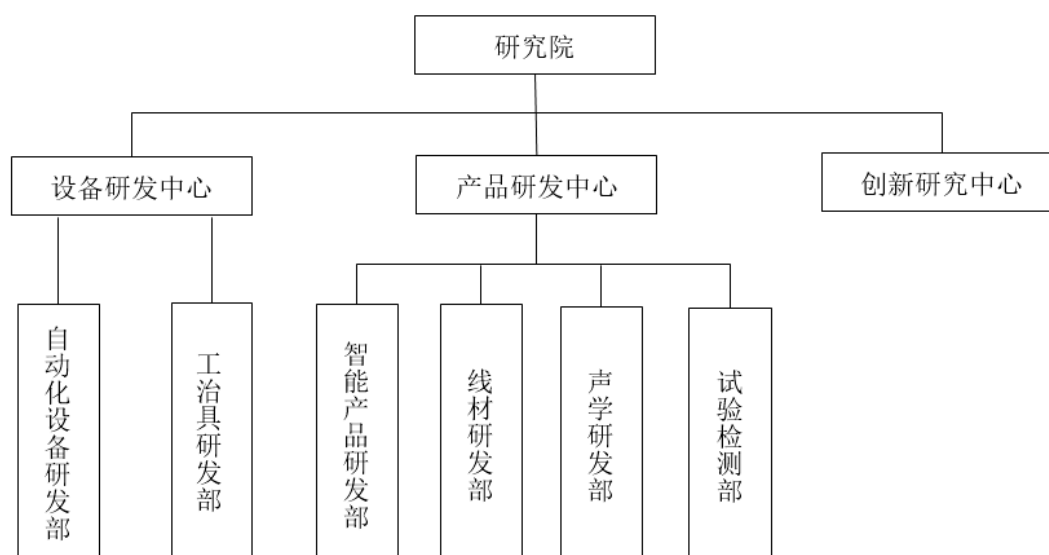 研究院
设备研发中心
产品研发中心
创新研究中心
自动化设备研发部
工治具研发部
智能产品研发部
线材研发部
声学研发部
试验检测部